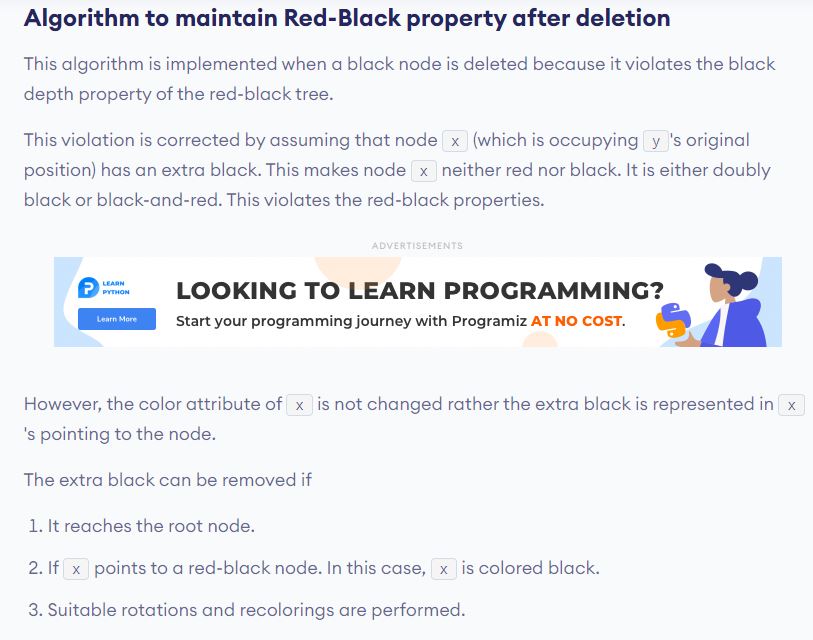 Algorithm to maintain Red-Black property after deletion
This algorithm is implemented when a black node is deleted because it violates the black
depth property of the red-black tree.
This violation is corrected by assuming that node x (which is occupying y 's original
position) has an extra black. This makes node x neither red nor black. It is either doubly
black or black-and-red. This violates the red-black properties.
ADVERTISEMENTS
LEARN
PYTHON
Learn More
LOOKING TO LEARN PROGRAMMING?
Start your programming journey with Programiz AT NO COST.
However, the color attribute of x is not changed rather the extra black is represented in x
's pointing to the node.
The extra black can be removed if
1. It reaches the root node.
2. If x points to a red-black node. In this case, x is colored black.
3. Suitable rotations and recolorings are performed.